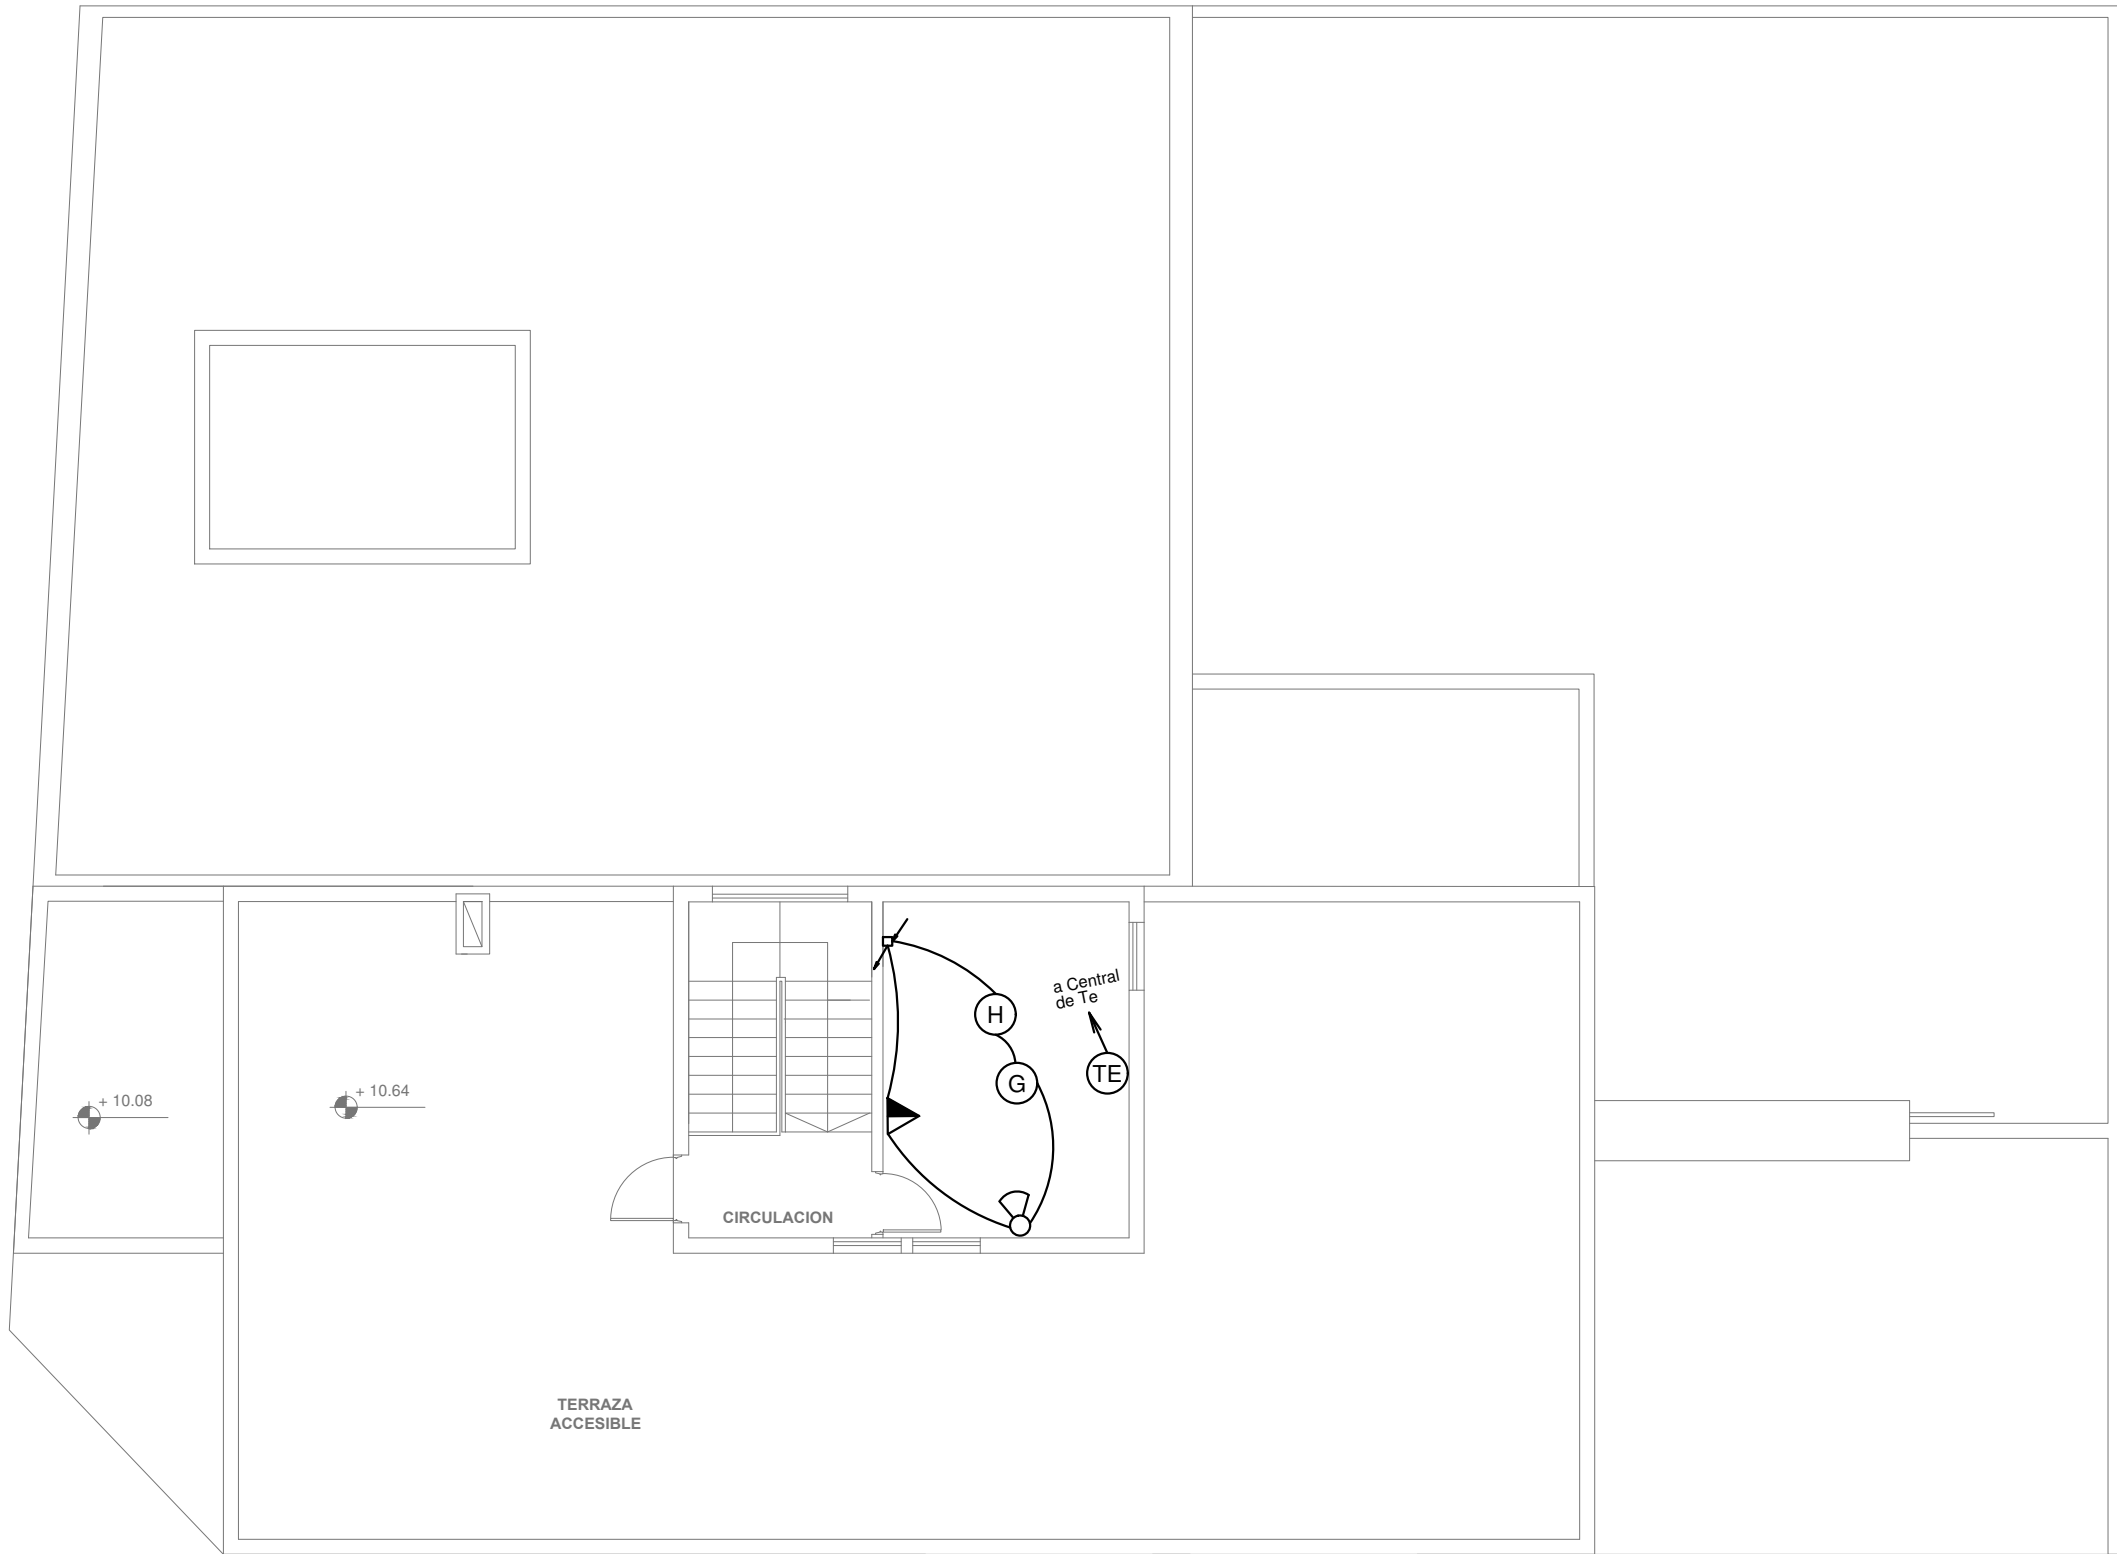 a Central
de Te
H
G
TE
+ 10.64
+ 10.08
CIRCULACION
TERRAZA
ACCESIBLE